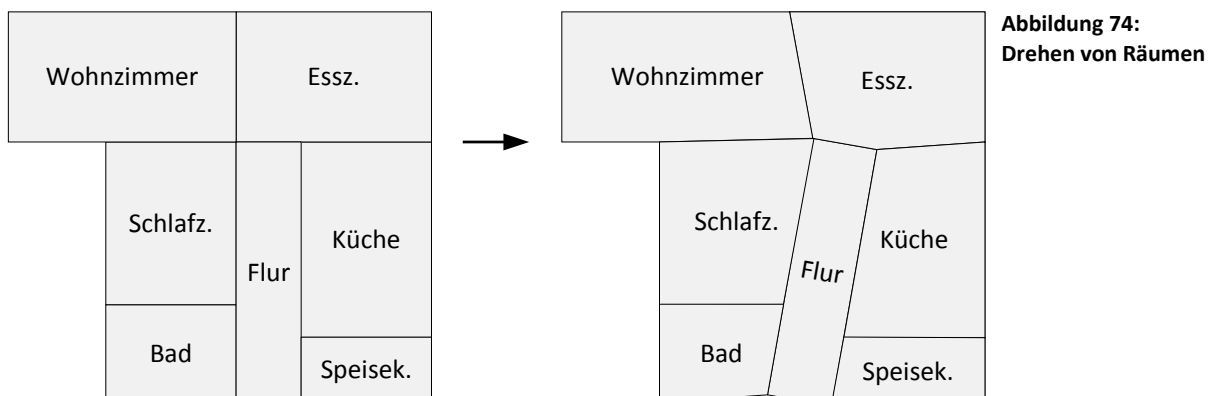 Wohnzimmer
Essz.
Schlafz.
Küche
Flur
Bad
Speisek.
Wohnzimmer
Essz.
Schlafz.
Küche
Flur
Bad
Speisek.
Abbildung 74:
Drehen von Räumen